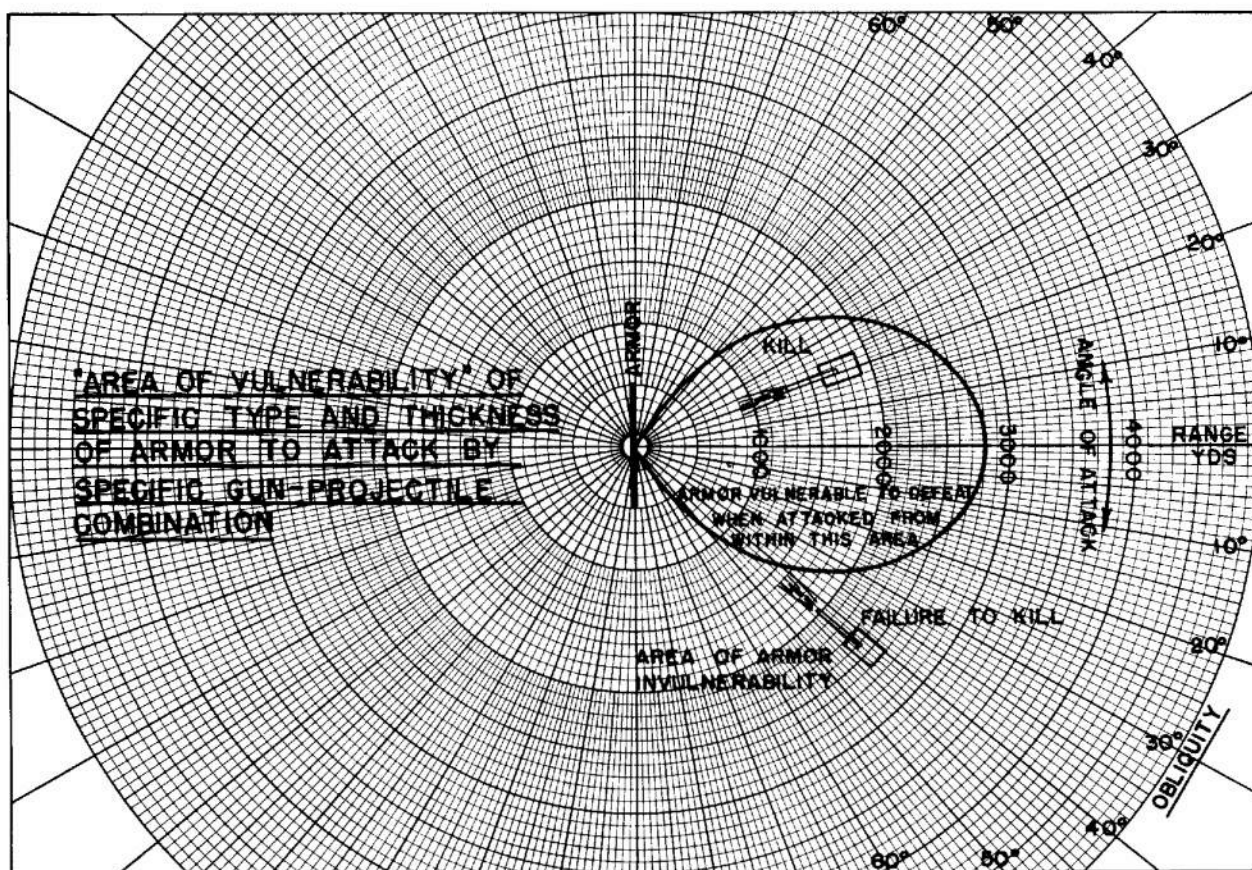 60°
50°
40°
30°
20°
10°
ARMOR
KILL
"AREA OF VULNERABILITY" OF
SPECIFIC TYPE AND THICKNESS
OF ARMOR TO ATTACK BY
SPECIFIC GUN-PROJECTILE
COMBINATION
1000
2000
3000
4000
ANGLE OF ATTACK
RANGE
YDS
ARMOR VULNERABLE TO DEFEAT
WHEN ATTACKED FROM
WITHIN THIS AREA
10°
FAILURE TO KILL
AREA OF ARMOR
INVULNERABILITY
20°
30°
OBLIQUITY
40°
50°
60°